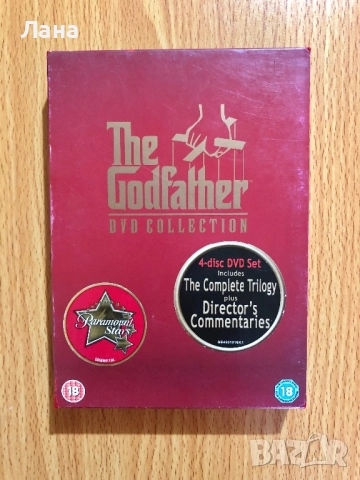 Лана
The
Godfather
DVD COLLECTION
4-disc DVD Set
includes
The Complete Trilogy
plus
Director's
Commentaries
Paramount
Stars
18
18
BAZAR